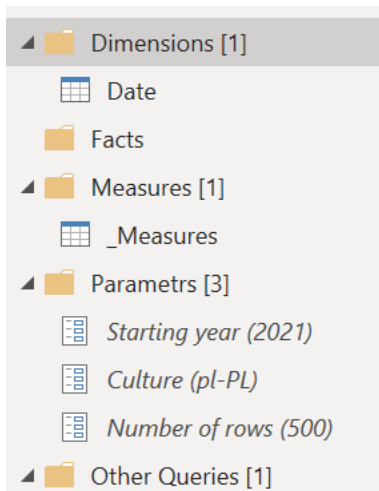 Dimensions [1]
Date
Facts
Measures [1]
_Measures
Parametrs [3]
Starting year (2021)
Culture (pl-PL)
Number of rows (500)
Other Queries [1]